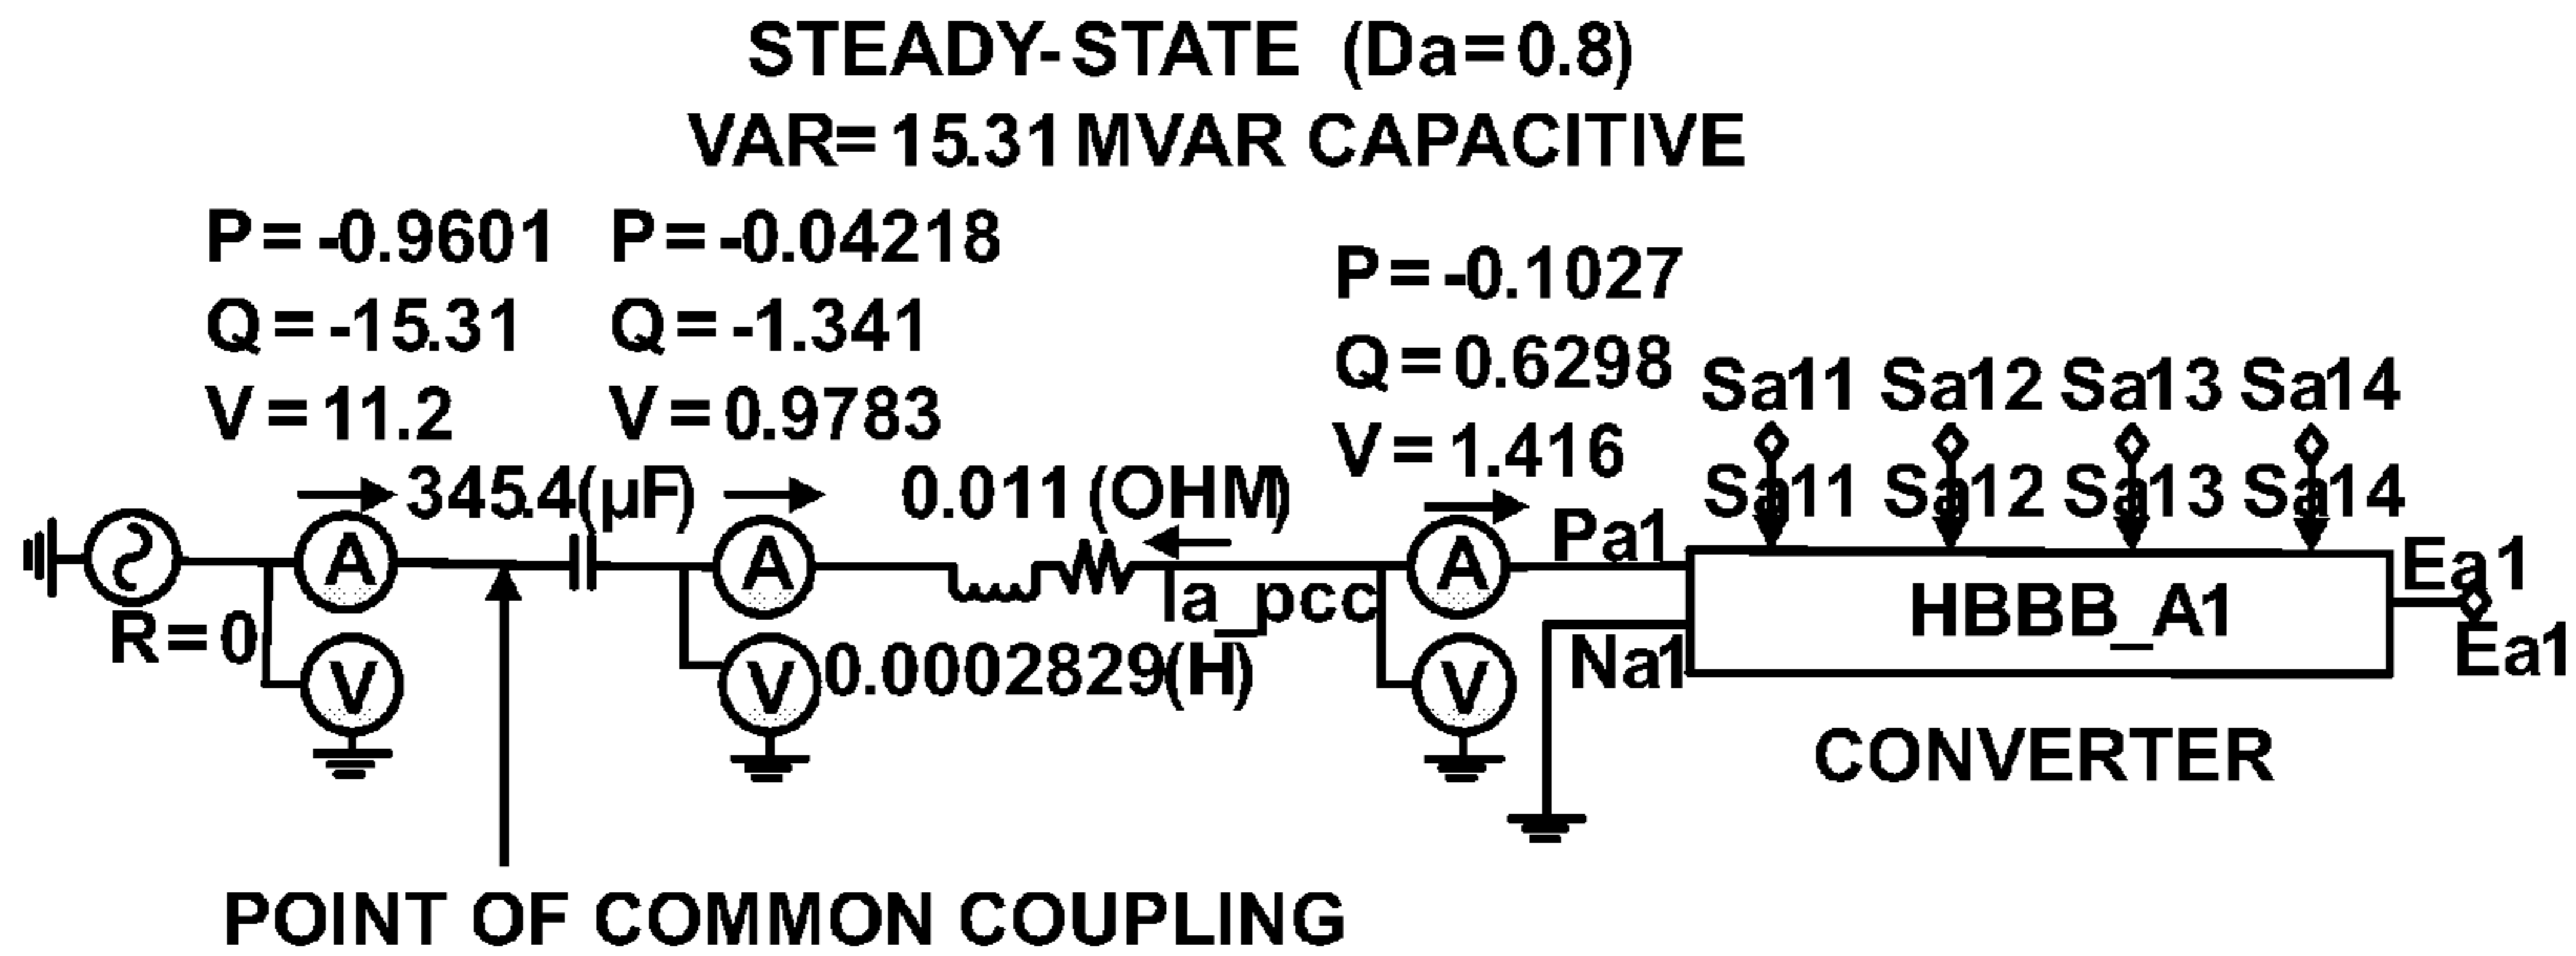 STEADY-STATE (Da=0.8)
VAR=15.31 MVAR CAPACITIVE
P=-0.9601
Q=-15.31
V=11.2
P=-0.04218
Q=-1.341
V=0.9783
P=-0.1027
Q=0.6298
V=1.416
Sa11 Sa12 Sa13 Sa14
Sa11 Sa12 Sa13 Sa14
345.4(µF)
0.011 (OHM)
A
A
A
Pa1
Ea1
HBBB_A1
Ia_pcc
R=0
V
V
0.0002829(H)
V
Na1
Ea1
CONVERTER
POINT OF COMMON COUPLING